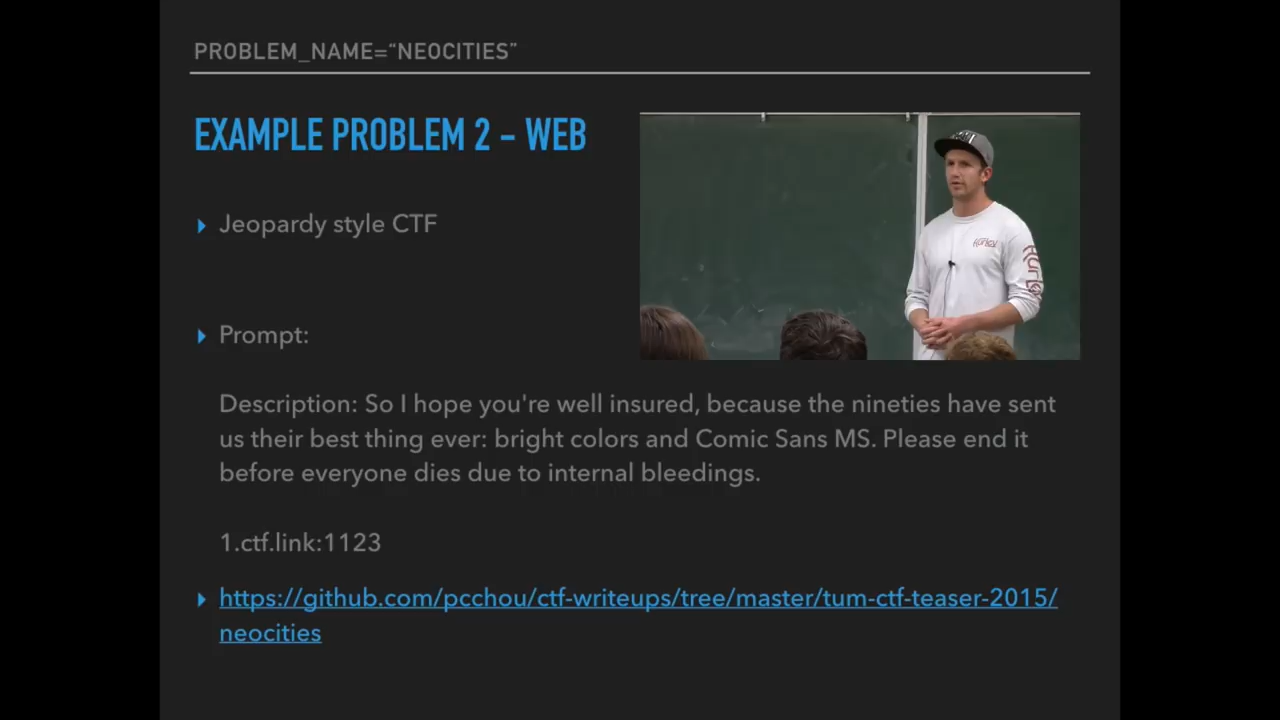 PROBLEM_NAME=“NEOCITIES”
EXAMPLE PROBLEM 2 – WEB
Jeopardy style CTF
Prompt:
Description: So I hope you're well insured, because the nineties have sent
us their best thing ever: bright colors and Comic Sans MS. Please end it
before everyone dies due to internal bleedings.
1.ctf.link:1123
https://github.com/pcchou/ctf-writeups/tree/master/tum-ctf-teaser-2015/
neocities